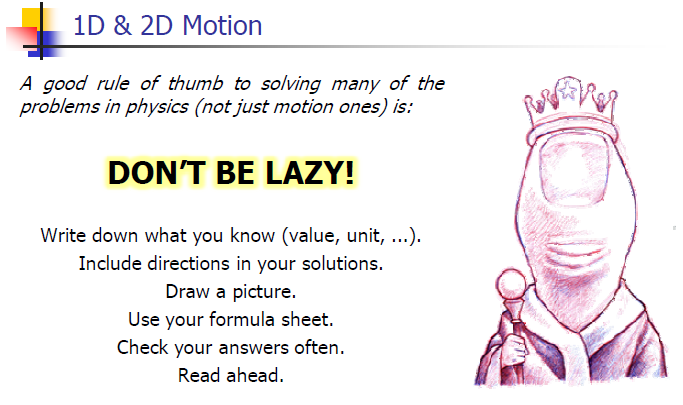 1D & 2D Motion
A good rule of thumb to solving many of the
problems in physics (not just motion ones) is:
DON'T BE LAZY!
Write down what you know (value, unit, ...).
Include directions in your solutions.
Draw a picture.
Use your formula sheet.
Check your answers often.
Read ahead.